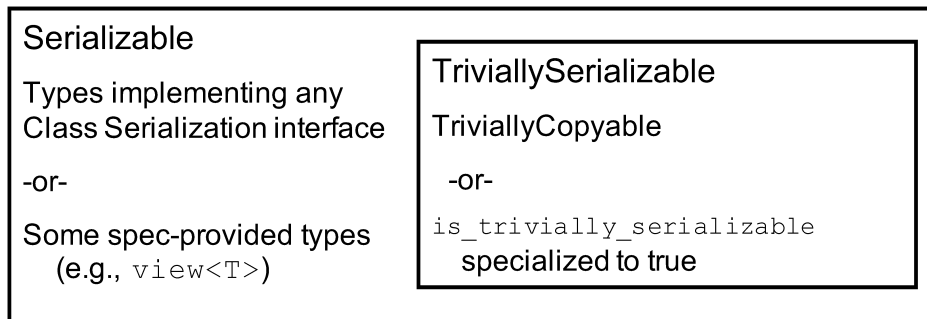 Serializable
Types implementing any
Class Serialization interface
-or-
Some spec-provided types
(e.g., view<T>)
TriviallySerializable
TriviallyCopyable
-or-
is_trivially_serializable
specialized to true